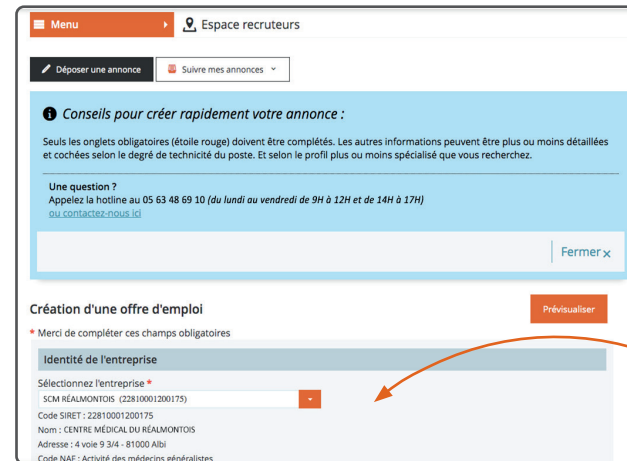 Menu
Espace recruteurs
Déposer une annonce
Suivre mes annonces
Conseils pour créer rapidement votre annonce :
Seuls les onglets obligatoires (étoile rouge) doivent être complétés. Les autres informations peuvent être plus ou moins détaillées
et cochées selon le degré de technicité du poste. Et selon le profil plus ou moins spécialisé que vous recherchez.
Une question ?
Appelez la hotline au 05 63 48 69 10 (du lundi au vendredi de 9H à 12H et de 14H à 17H)
ou contactez-nous ici
Fermer x
Création d'une offre d'emploi
Prévisualiser
* Merci de compléter ces champs obligatoires
Identité de l'entreprise
Sélectionnez l'entreprise *
SCM RÉALMONTOIS (22810001200175)
Code SIRET : 22810001200175
Nom : CENTRE MÉDICAL DU RÉALMONTOIS
Adresse : 4 voie 9 3/4 - 81000 Albi
Code NAF : Activité des médecins généralistes